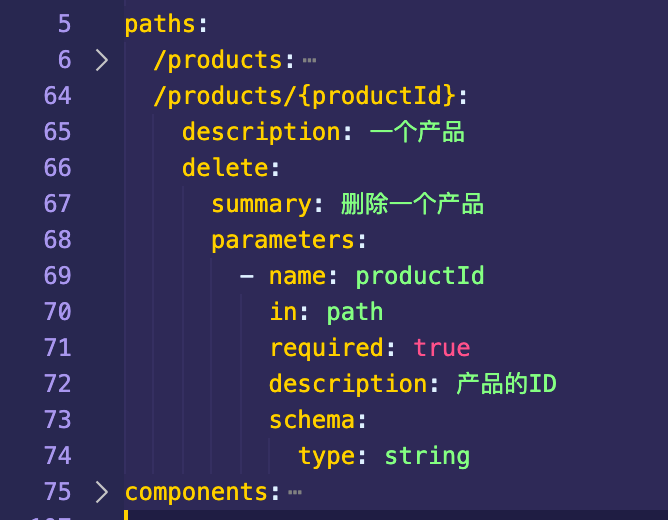 5 paths:
6 /products:…
64 /products/{productId}:
65 description: 一个产品
66 delete:
67 summary: 删除一个产品
68 parameters:
69 - name: productId
70 in: path
71 required: true
72 description: 产品的ID
73 schema:
74 type: string
75 components:…